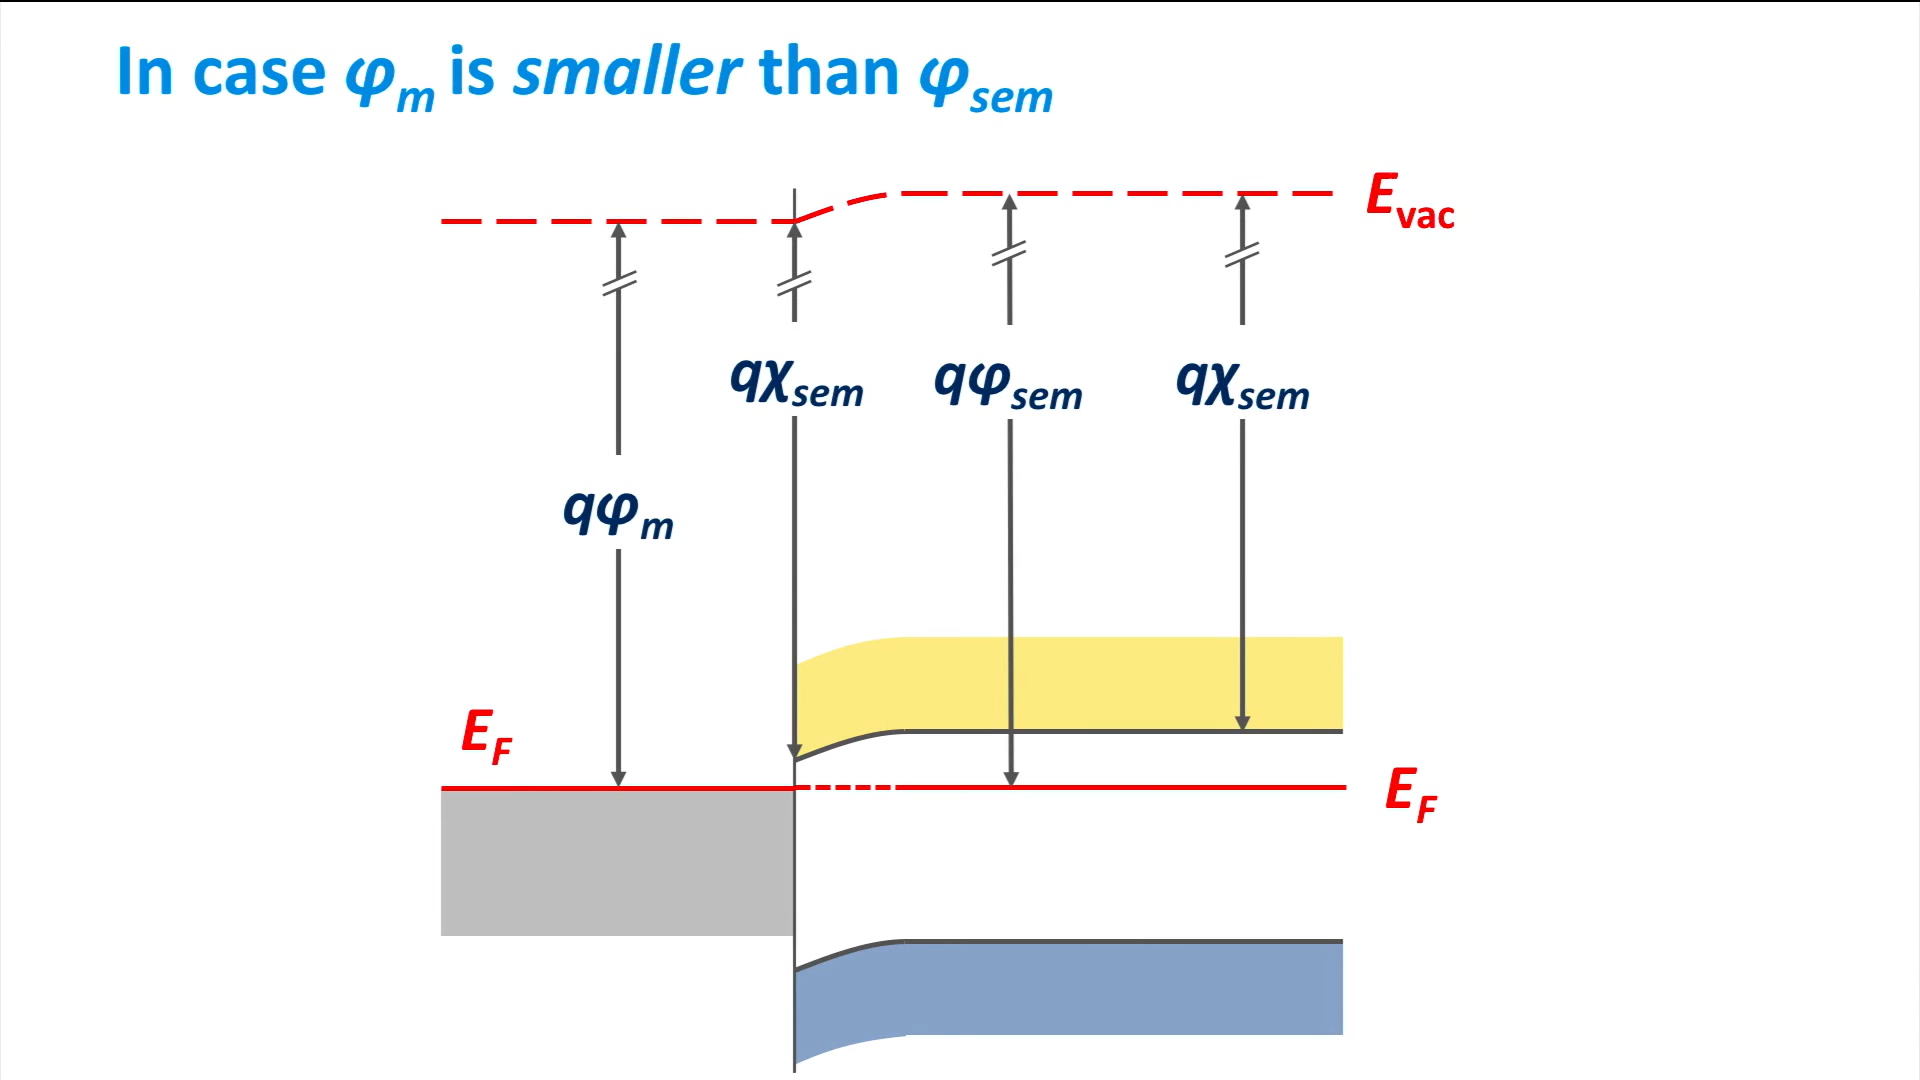 In case φm is smaller than φsem
Evac
qχsem qφsem qχsem
qφm
EF
EF